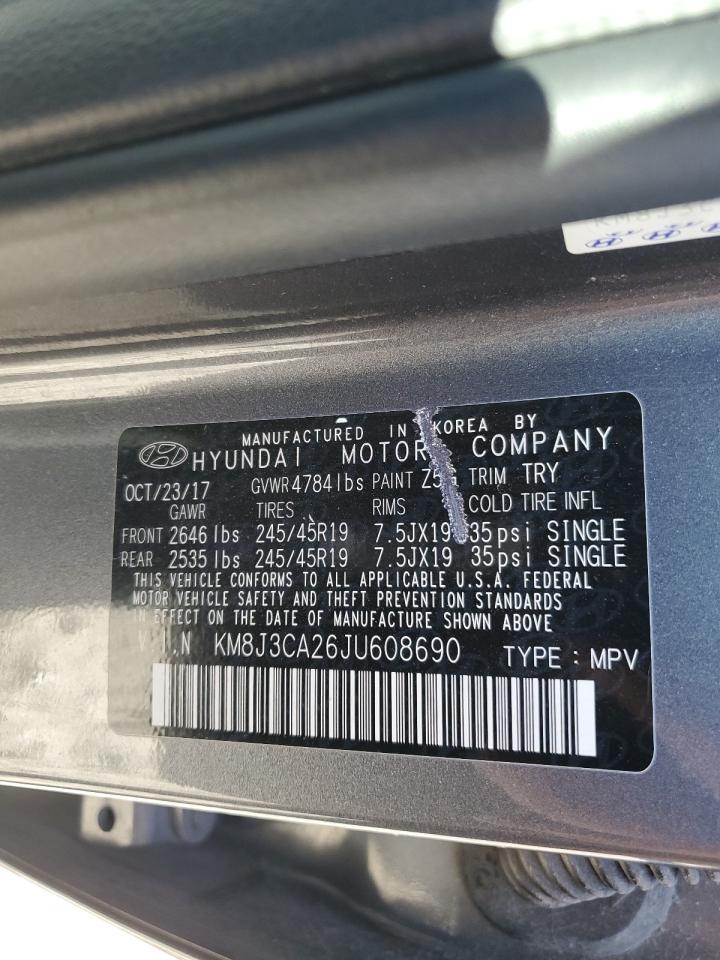 MANUFACTURED IN KOREA BY
HYUNDAI MOTOR COMPANY
OCT/23/17 GVWR 4784 lbs PAINT TRIM TRY
GAWR TIRES RIMS COLD TIRE INFL
FRONT 2646 lbs 245/45R19 7.5JX19 35psi SINGLE
REAR 2535 lbs 245/45R19 7.5JX19 35psi SINGLE
THIS VEHICLE CONFORMS TO ALL APPLICABLE U.S.A. FEDERAL
MOTOR VEHICLE SAFETY AND THEFT PREVENTION STANDARDS
IN EFFECT ON THE DATE OF MANUFACTURE SHOWN ABOVE
V.I.N KM8J3CA26JU608690 TYPE : MPV